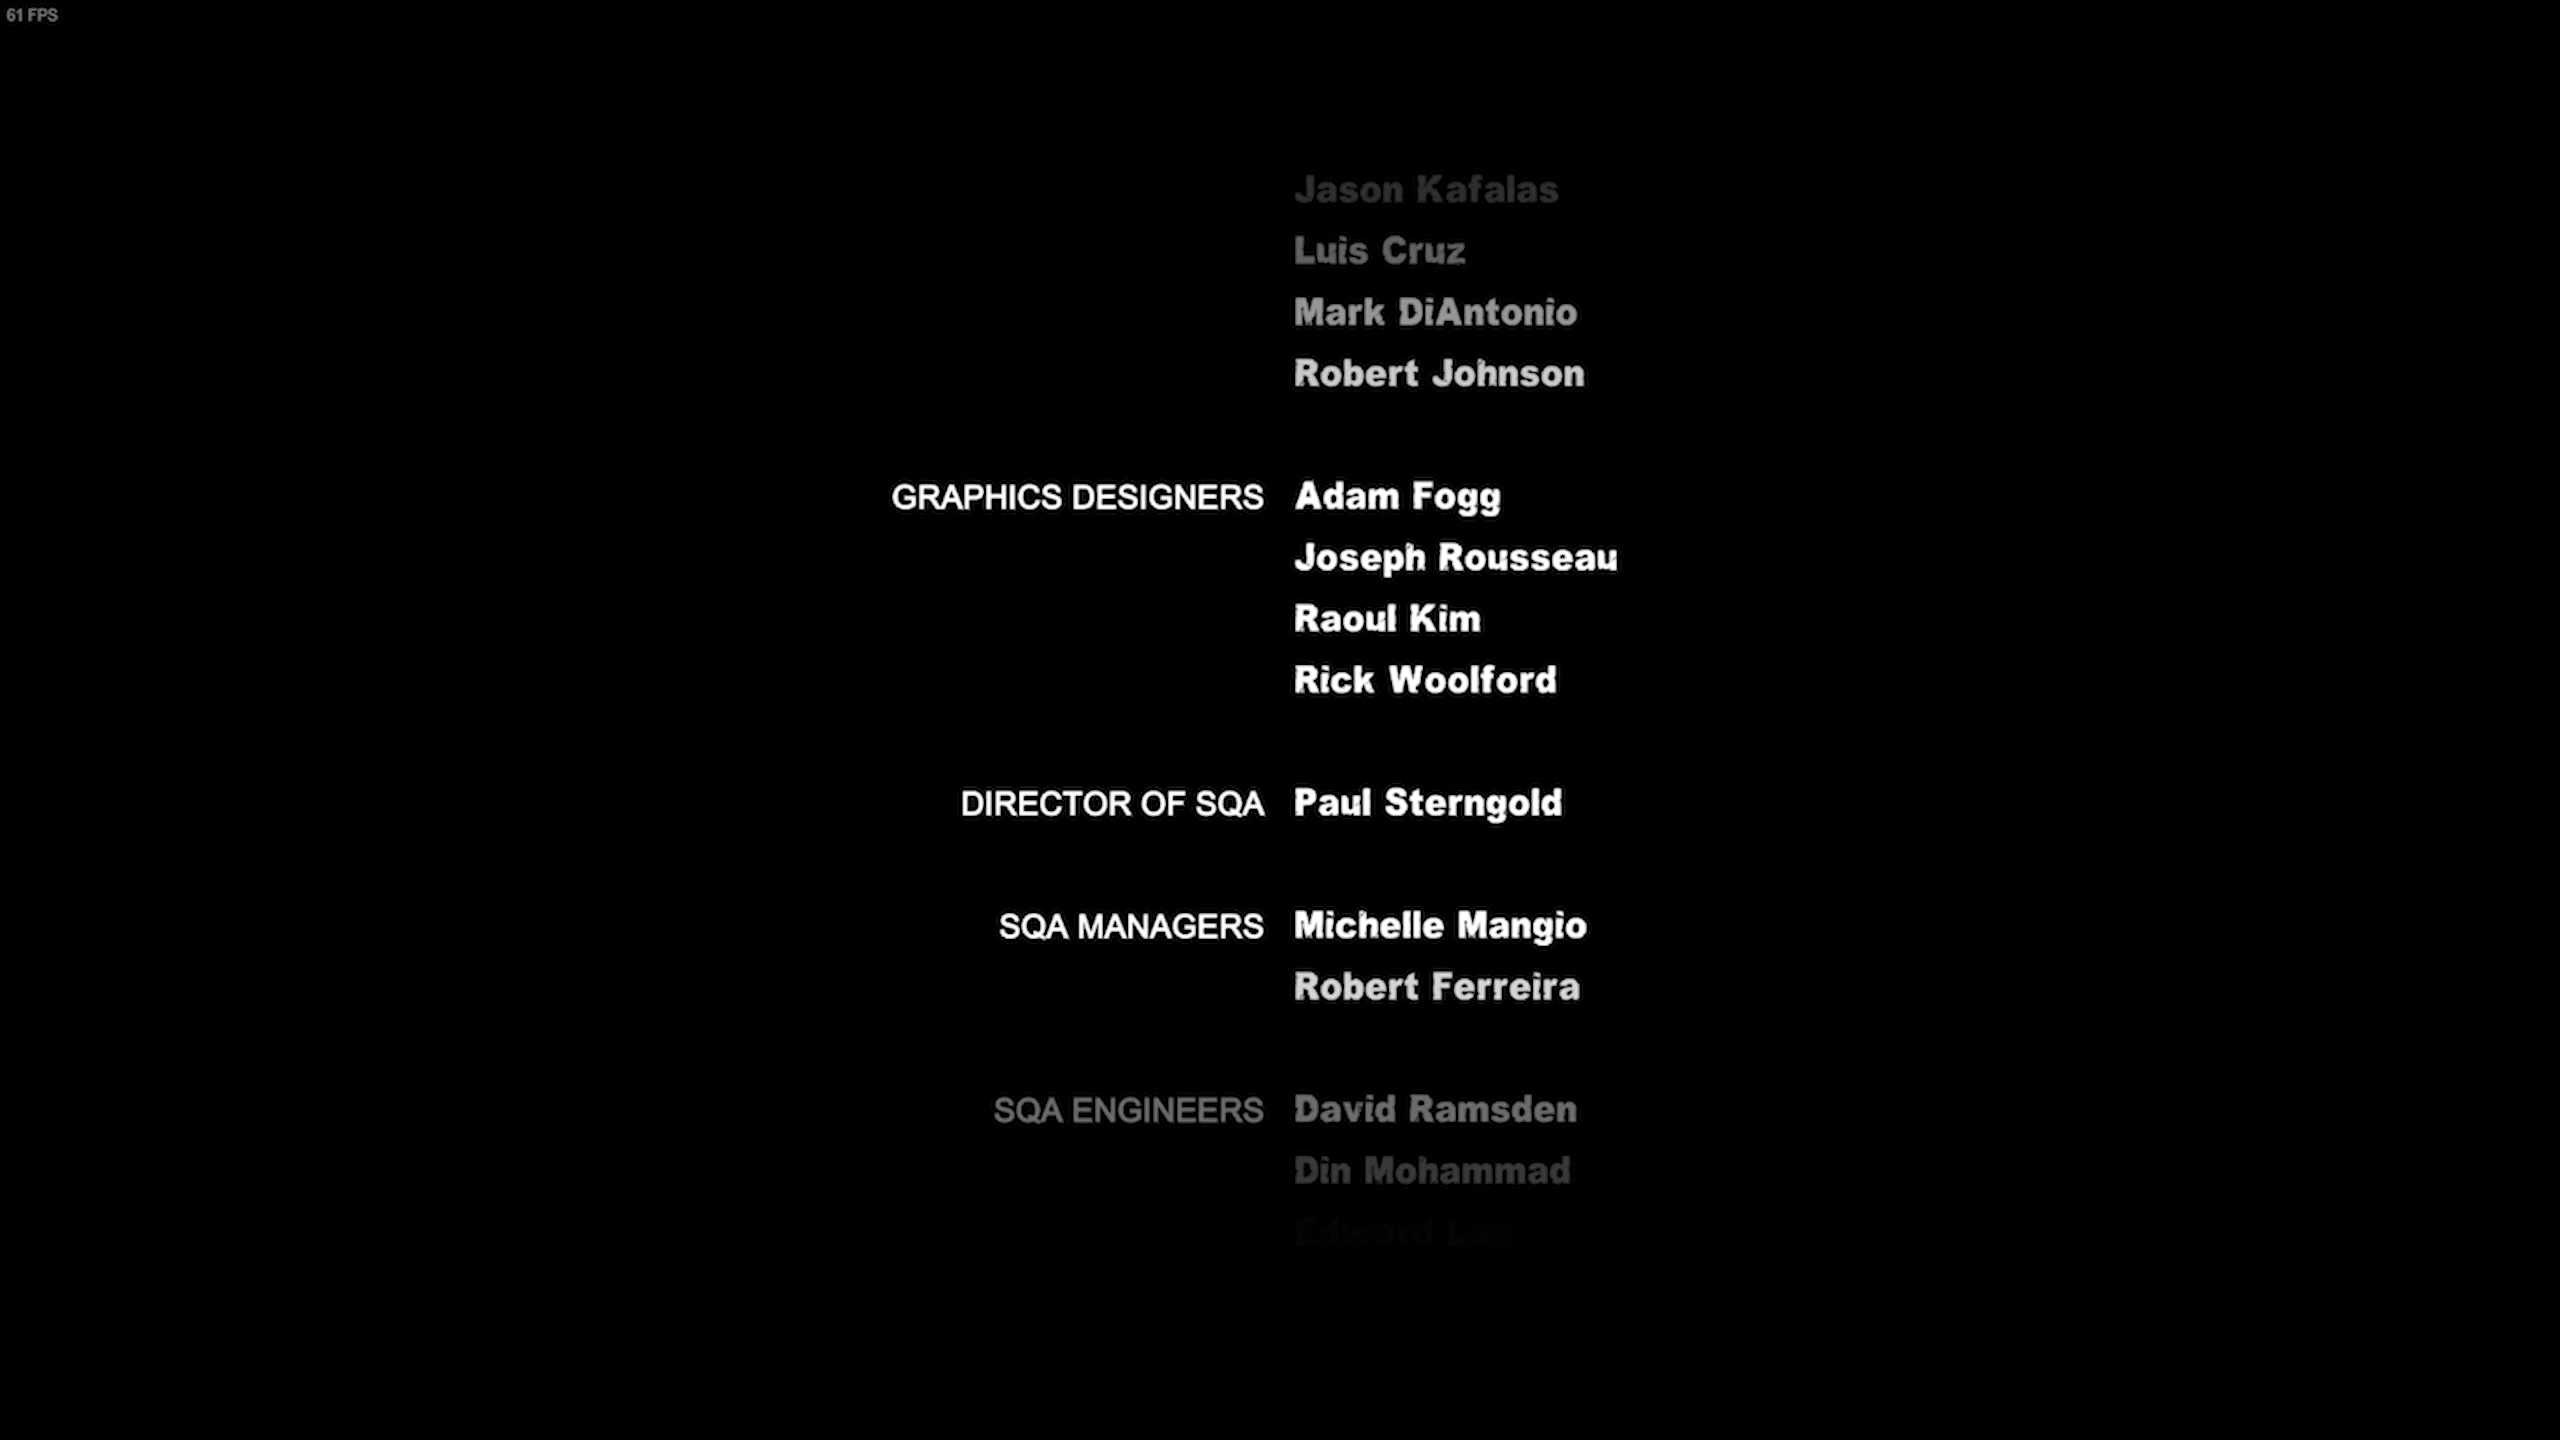 61 FPS
Jason Kafalas
Luis Cruz
Mark DiAntonio
Robert Johnson
GRAPHICS DESIGNERS Adam Fogg
Joseph Rousseau
Raoul Kim
Rick Woolford
DIRECTOR OF SQA Paul Sterngold
SQA MANAGERS Michelle Mangio
Robert Ferreira
SQA ENGINEERS David Ramsden
Din Mohammad
Edward